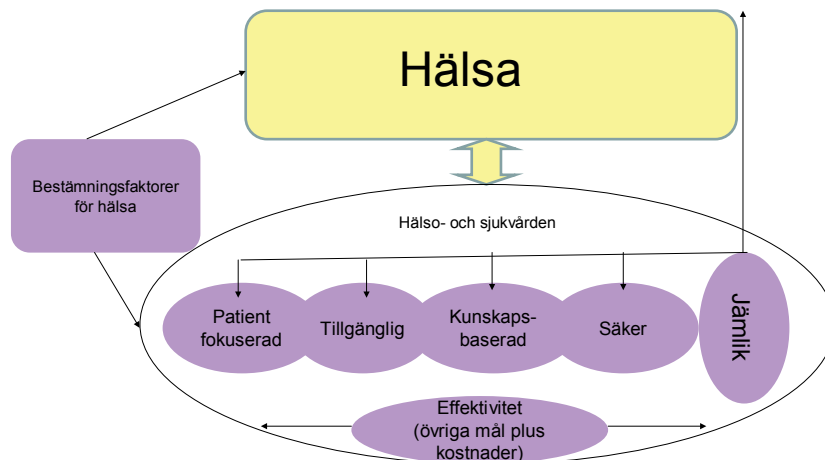 Hälsa
Bestämningsfaktorer
för hälsa
Hälso- och sjukvården
Patient
fokuserad
Tillgänglig
Kunskaps-
baserad
Säker
Jämlik
Effektivitet
(övriga mål plus
kostnader)